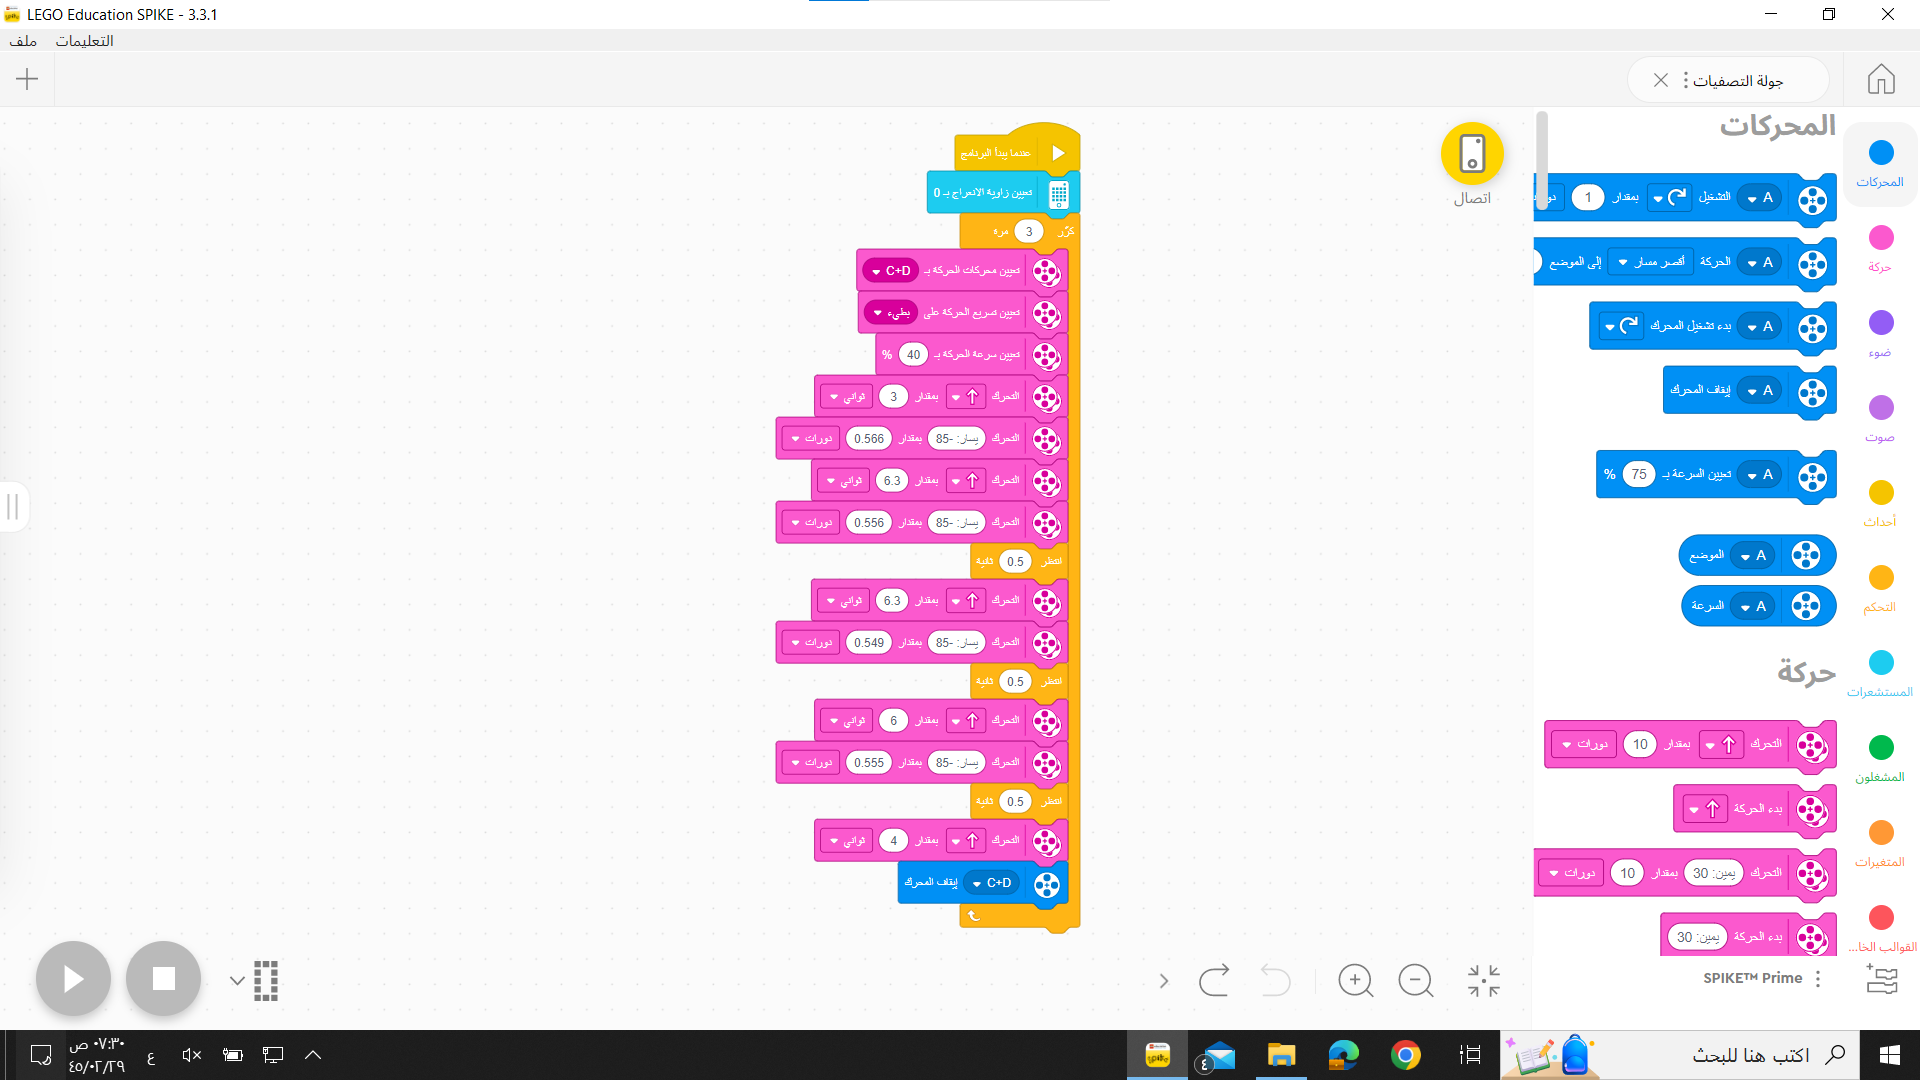 LEGO Education SPIKE - 3.3.1
ملف التعليمات
جولة التصفيات
عندما يبدأ البرنامج
تعيين زاوية الانعراج بـ 0
كرّر 3 مرة
تعيين محركات الحركة بـ C+D
تعيين تسريع الحركة على بطيء
تعيين سرعة الحركة بـ 40 %
التحرك بمقدار 3 ثواني
التحرك يسار: -85 بمقدار 0.566 دورات
التحرك بمقدار 6.3 ثواني
التحرك يسار: -85 بمقدار 0.556 دورات
انتظر 0.5 ثانية
التحرك بمقدار 6.3 ثواني
التحرك يسار: -85 بمقدار 0.549 دورات
انتظر 0.5 ثانية
التحرك بمقدار 6 ثواني
التحرك يسار: -85 بمقدار 0.555 دورات
انتظر 0.5 ثانية
التحرك بمقدار 4 ثواني
C+D إيقاف المحرك
اتصال
المحركات
A التشغيل بمقدار 1
A الحركة أقصر مسار إلى الموضع
A بدء تشغيل المحرك
A إيقاف المحرك
A تعيين السرعة بـ 75 %
A الموضع
A السرعة
حركة
التحرك بمقدار 10 دورات
بدء الحركة
التحرك يمين: 30 بمقدار 10 دورات
بدء الحركة يمين: 30
المحركات
حركة
ضوء
صوت
أحداث
التحكم
المستشعرات
المشغلون
المتغيرات
القوالب الخا...
SPIKE™ Prime
اكتب هنا للبحث
spike
٤
ع
٠٧:٣٠ ص
٤٥/٠٢/٢٩